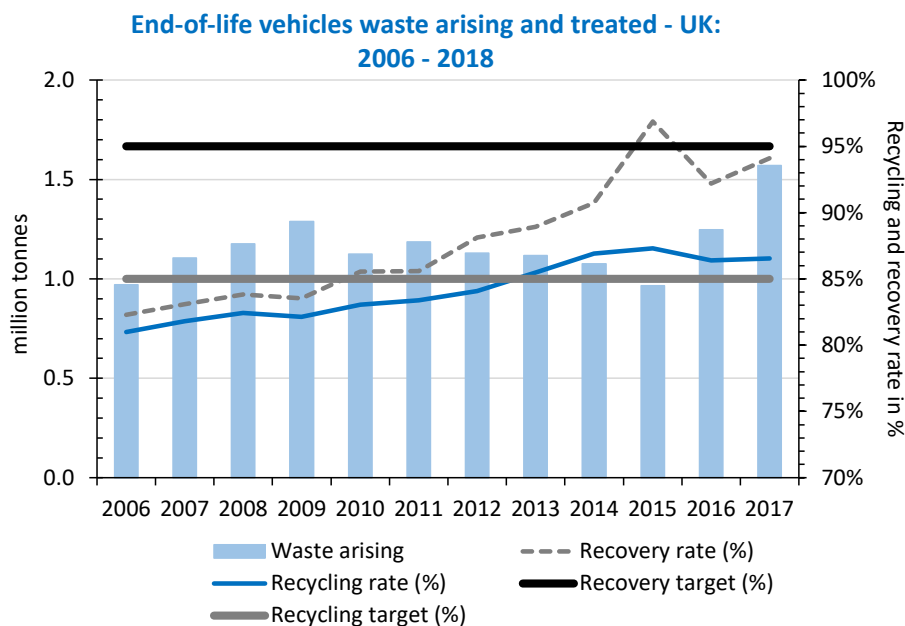 End-of-life vehicles waste arising and treated - UK:
2006 - 2018
2.0
1.5
1.0
0.5
0.0
million tonnes
100%
95%
90%
85%
80%
75%
70%
Recycling and recovery rate in %
2006 2007 2008 2009 2010 2011 2012 2013 2014 2015 2016 2017
Waste arising
Recovery rate (%)
Recycling rate (%)
Recovery target (%)
Recycling target (%)